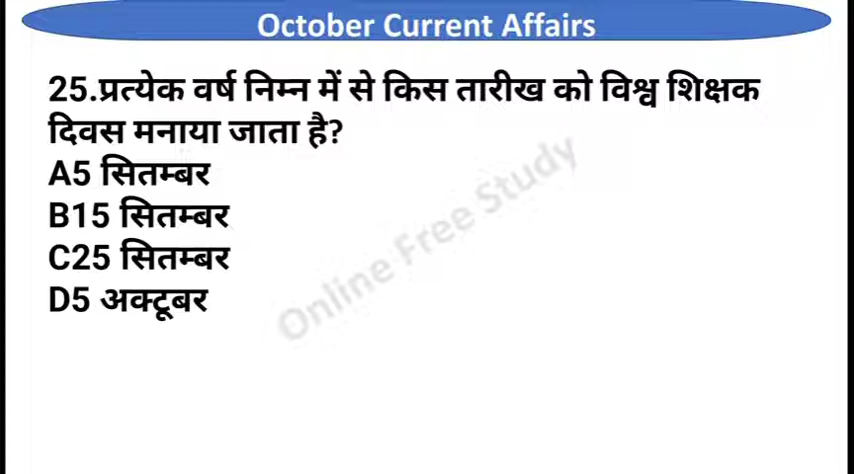 October Current Affairs
25.प्रत्येक वर्ष निम्न में से किस तारीख को विश्व शिक्षक
दिवस मनाया जाता है?
A5 सितम्बर
B15 सितम्बर
C25 सितम्बर
D5 अक्टूबर
Online Free Study